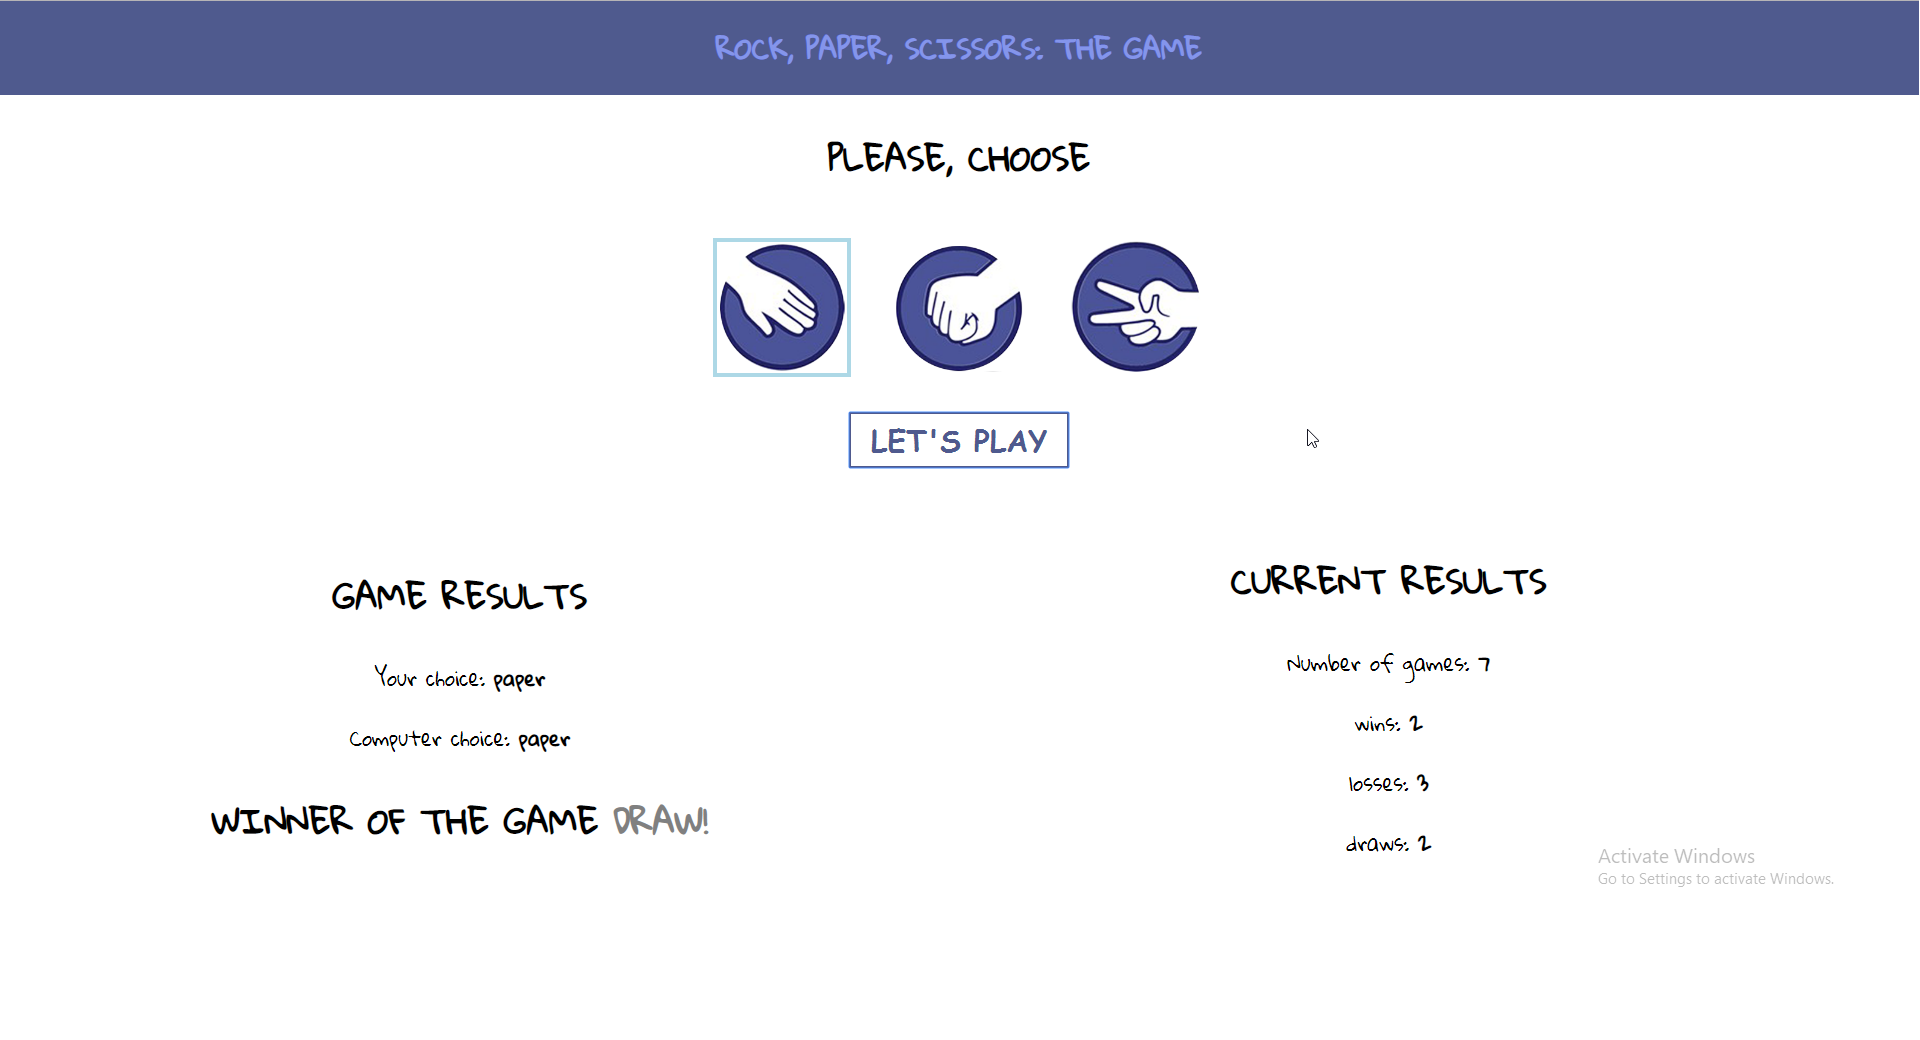 ROCK, PAPER, SCISSORS: THE GAME
PLEASE, CHOOSE
LET'S PLAY
GAME RESULTS
Your choice: paper
Computer choice: paper
WINNER OF THE GAME DRAW!
CURRENT RESULTS
Number of games: 7
wins: 2
losses: 3
draws: 2
Activate Windows
Go to Settings to activate Windows.